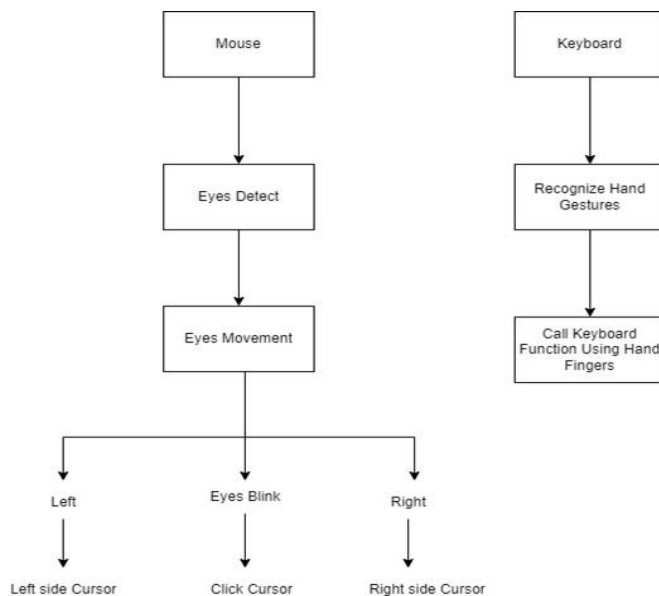 Mouse
Keyboard
Eyes Detect
Recognize Hand
Gestures
Eyes Movement
Call Keyboard
Function Using Hand
Fingers
Left
Eyes Blink
Right
Left side Cursor
Click Cursor
Right side Cursor